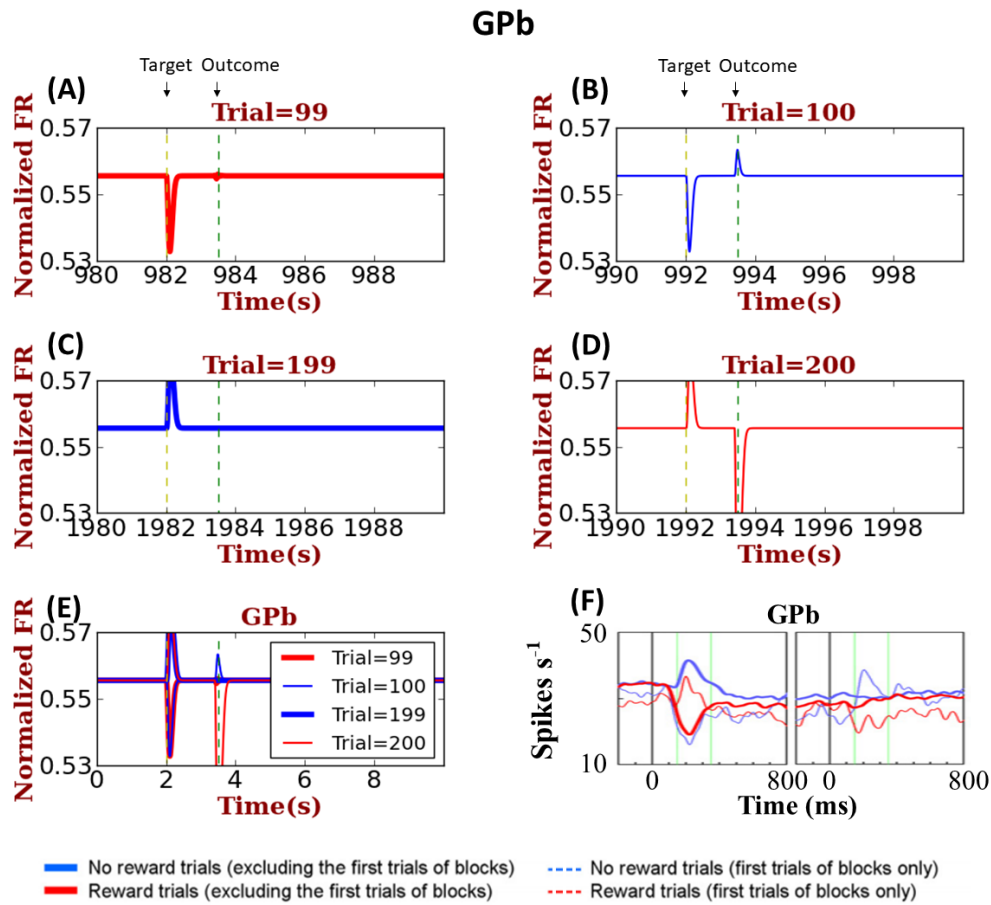 GPb
Target Outcome
Target Outcome
(A)
Trial=99
Normalized FR
0.57
0.55
0.53
980 982 984 986 988
Time(s)
(B)
Trial=100
Normalized FR
0.57
0.55
0.53
990 992 994 996 998
Time(s)
(C)
Trial=199
Normalized FR
0.57
0.55
0.53
1980 1982 1984 1986 1988
Time(s)
(D)
Trial=200
Normalized FR
0.57
0.55
0.53
1990 1992 1994 1996 1998
Time(s)
(E)
GPb
Normalized FR
0.57
0.55
0.53
0 2 4 6 8
Time(s)
Trial=99
Trial=100
Trial=199
Trial=200
(F)
GPb
Spikes s-1
50
10
0 800 0 800
Time (ms)
No reward trials (excluding the first trials of blocks)
Reward trials (excluding the first trials of blocks)
No reward trials (first trials of blocks only)
Reward trials (first trials of blocks only)